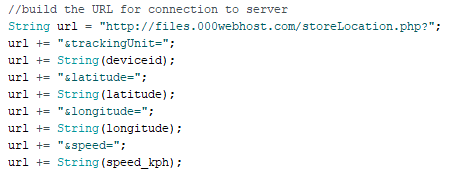 //build the URL for connection to server
String url = "http://files.000webhost.com/storeLocation.php?";
url += "&trackingUnit=";
url += String(deviceid);
url += "&latitude=";
url += String(latitude);
url += "&longitude=";
url += String(longitude);
url += "&speed=";
url += String(speed_kph);